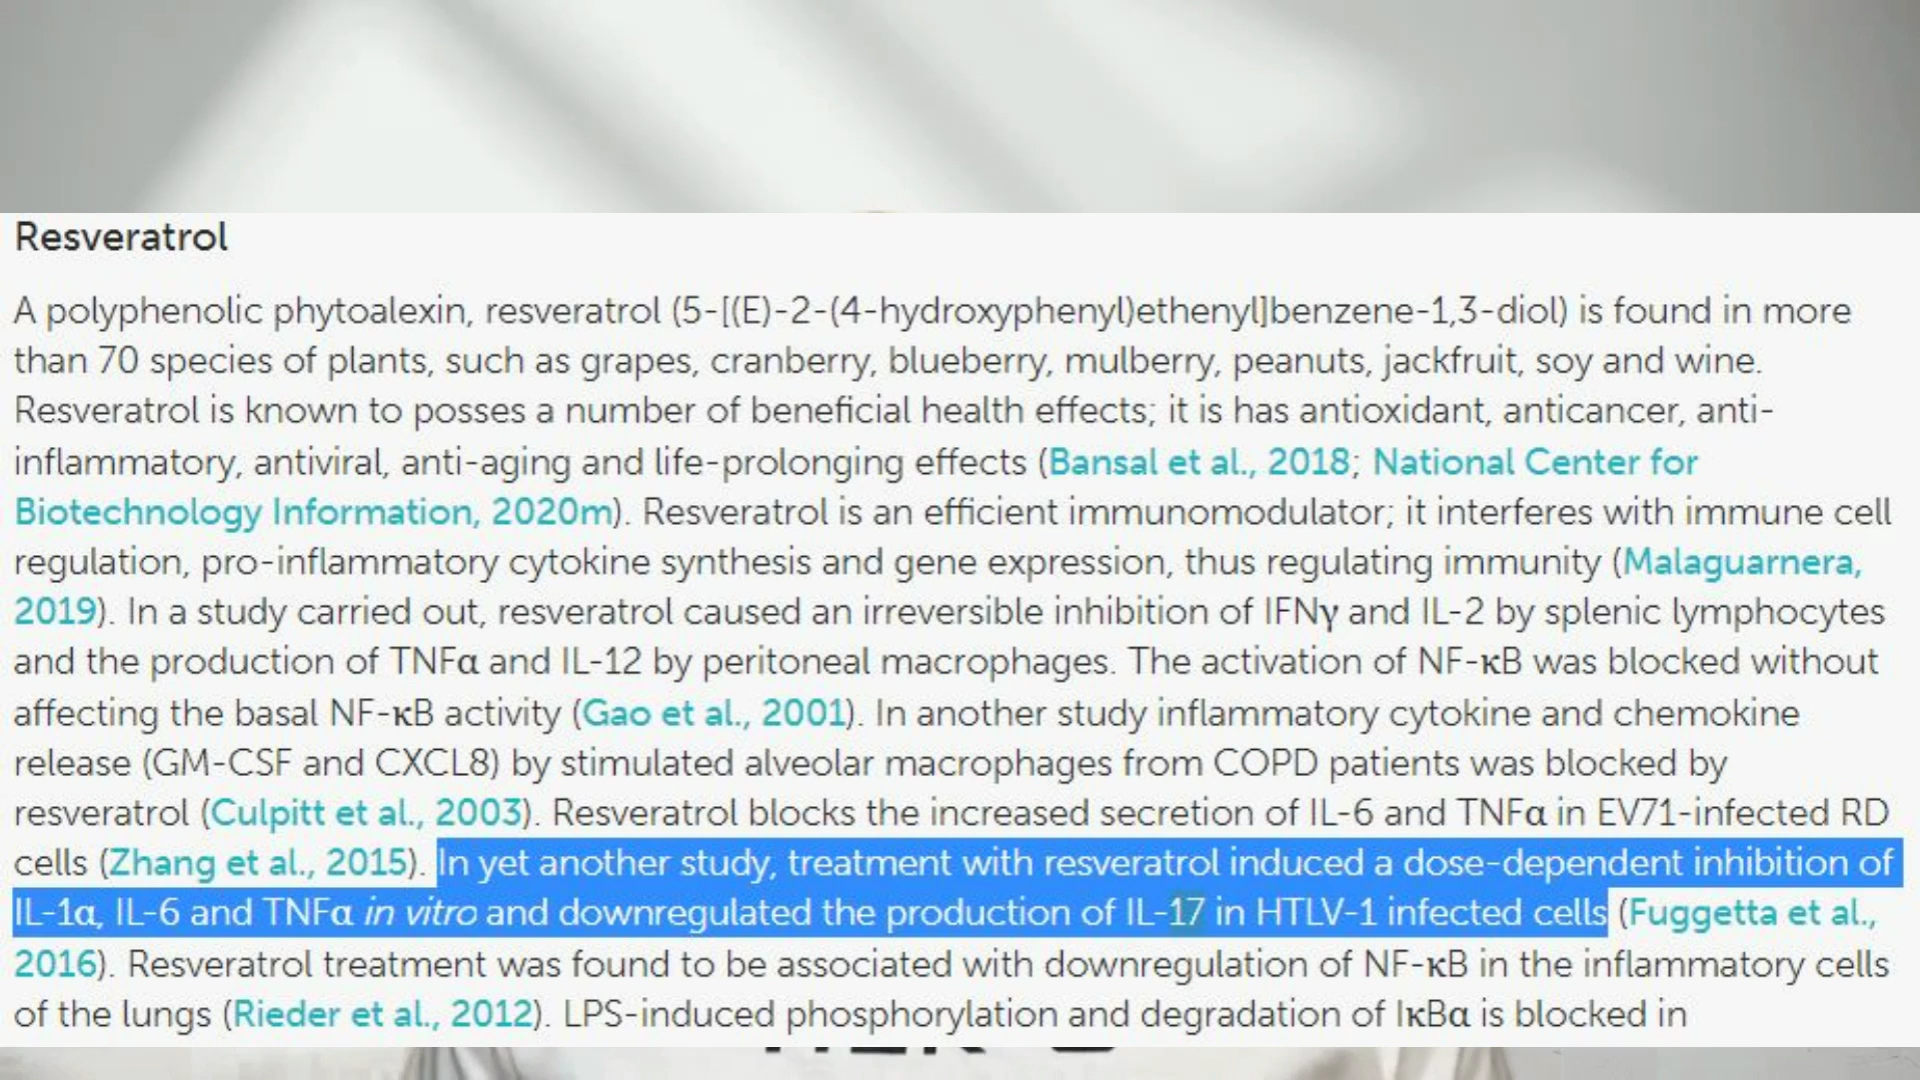 Resveratrol
A polyphenolic phytoalexin, resveratrol (5-[(E)-2-(4-hydroxyphenyl)ethenyl]benzene-1,3-diol) is found in more
than 70 species of plants, such as grapes, cranberry, blueberry, mulberry, peanuts, jackfruit, soy and wine.
Resveratrol is known to posses a number of beneficial health effects; it is has antioxidant, anticancer, anti-
inflammatory, antiviral, anti-aging and life-prolonging effects (Bansal et al., 2018; National Center for
Biotechnology Information, 2020m). Resveratrol is an efficient immunomodulator; it interferes with immune cell
regulation, pro-inflammatory cytokine synthesis and gene expression, thus regulating immunity (Malaguarnera,
2019). In a study carried out, resveratrol caused an irreversible inhibition of IFNγ and IL-2 by splenic lymphocytes
and the production of TNFα and IL-12 by peritoneal macrophages. The activation of NF-κB was blocked without
affecting the basal NF-κB activity (Gao et al., 2001). In another study inflammatory cytokine and chemokine
release (GM-CSF and CXCL8) by stimulated alveolar macrophages from COPD patients was blocked by
resveratrol (Culpitt et al., 2003). Resveratrol blocks the increased secretion of IL-6 and TNFα in EV71-infected RD
cells (Zhang et al., 2015). In yet another study, treatment with resveratrol induced a dose-dependent inhibition of
IL-1α, IL-6 and TNFα in vitro and downregulated the production of IL-17 in HTLV-1 infected cells (Fuggetta et al.,
2016). Resveratrol treatment was found to be associated with downregulation of NF-κB in the inflammatory cells
of the lungs (Rieder et al., 2012). LPS-induced phosphorylation and degradation of IκBα is blocked in